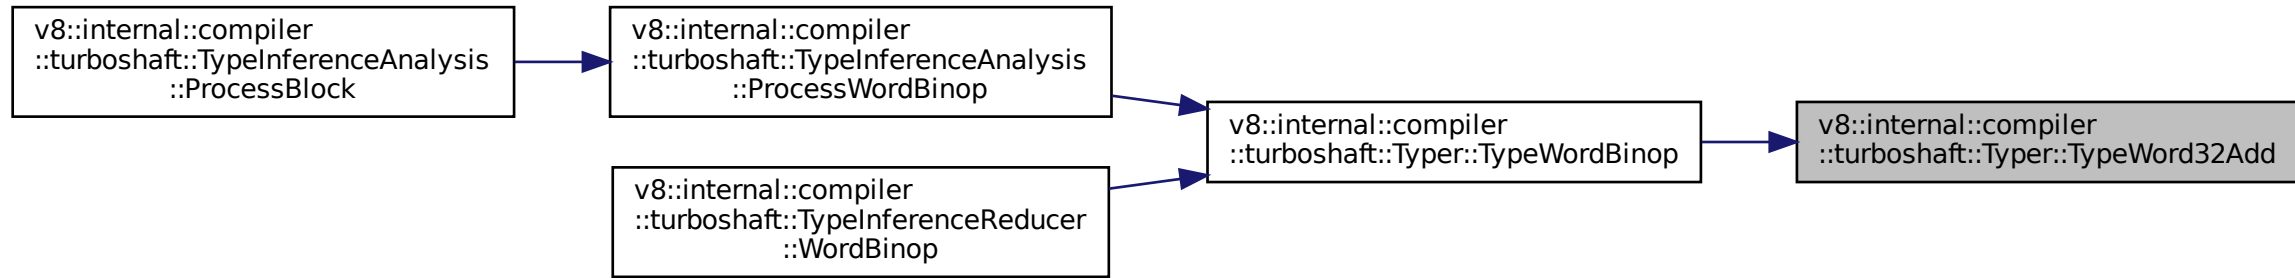 v8::internal::compiler
::turboshaft::TypeInferenceAnalysis
::ProcessBlock
v8::internal::compiler
::turboshaft::TypeInferenceAnalysis
::ProcessWordBinop
v8::internal::compiler
::turboshaft::TypeInferenceReducer
::WordBinop
v8::internal::compiler
::turboshaft::Typer::TypeWordBinop
v8::internal::compiler
::turboshaft::Typer::TypeWord32Add